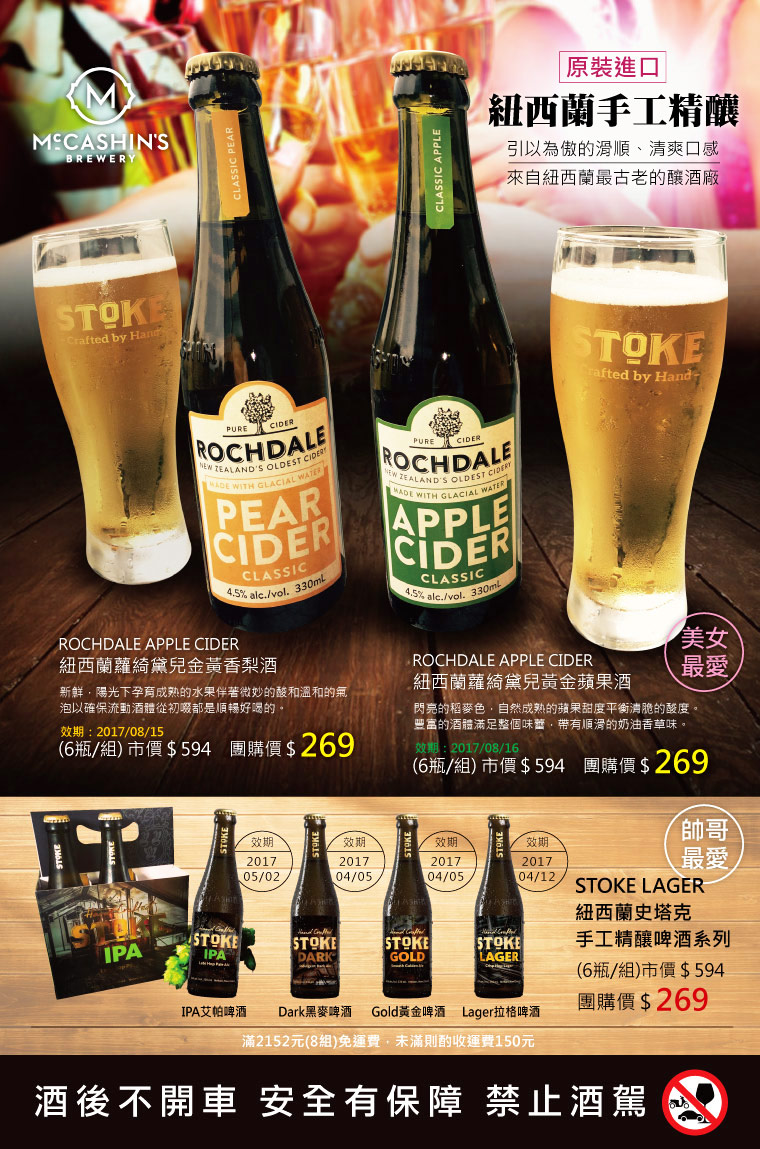 McCASHIN'S
BREWERY
原裝進口
紐西蘭手工精釀
引以為傲的滑順、清爽口感
來自紐西蘭最古老的釀酒廠
CLASSIC PEAR
CLASSIC APPLE
STOKE
Crafted by Hand
STOKE
Crafted by Hand
PURE CIDER
ROCHDALE
NEW ZEALAND'S OLDEST CIDERY
MADE WITH GLACIAL WATER
PEAR
CIDER
CLASSIC
4.5% alc./vol. 330mL
PURE CIDER
ROCHDALE
NEW ZEALAND'S OLDEST CIDERY
MADE WITH GLACIAL WATER
APPLE
CIDER
CLASSIC
4.5% alc./vol. 330mL
ROCHDALE APPLE CIDER
紐西蘭蘿綺黛兒金黃香梨酒
新鮮，陽光下孕育成熟的水果伴著微妙的酸和溫和的氣
泡以確保流動酒體從初啜都是順暢好喝的。
效期：2017/08/15
(6瓶/組) 市價＄594 團購價＄269
美女
最愛
ROCHDALE APPLE CIDER
紐西蘭蘿綺黛兒黃金蘋果酒
閃亮的稻麥色，自然成熟的蘋果甜度平衡清脆的酸度。
豐富的酒體滿足整個味蕾，帶有順滑的奶油香草味。
效期：2017/08/16
(6瓶/組) 市價＄594 團購價＄269
STOKE
STOKE
STOKE
IPA
STOKE
STOKE
IPA
效期
2017
05/02
STOKE
STOKE
DARK
效期
2017
04/05
STOKE
STOKE
GOLD
效期
2017
04/05
STOKE
STOKE
LAGER
效期
2017
04/12
IPA艾帕啤酒
Dark黑麥啤酒
Gold黃金啤酒
Lager拉格啤酒
帥哥
最愛
STOKE LAGER
紐西蘭史塔克
手工精釀啤酒系列
(6瓶/組)市價＄594
團購價＄269
滿2152元(8組)免運費，未滿則酌收運費150元
酒後不開車 安全有保障 禁止酒駕